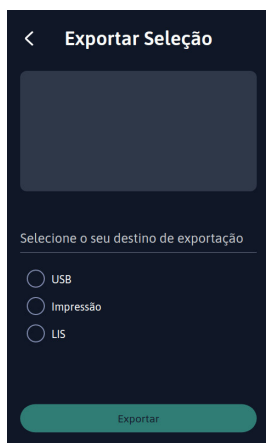 Exportar Seleção
Selecione o seu destino de exportação
USB
Impressão
LIS
Exportar